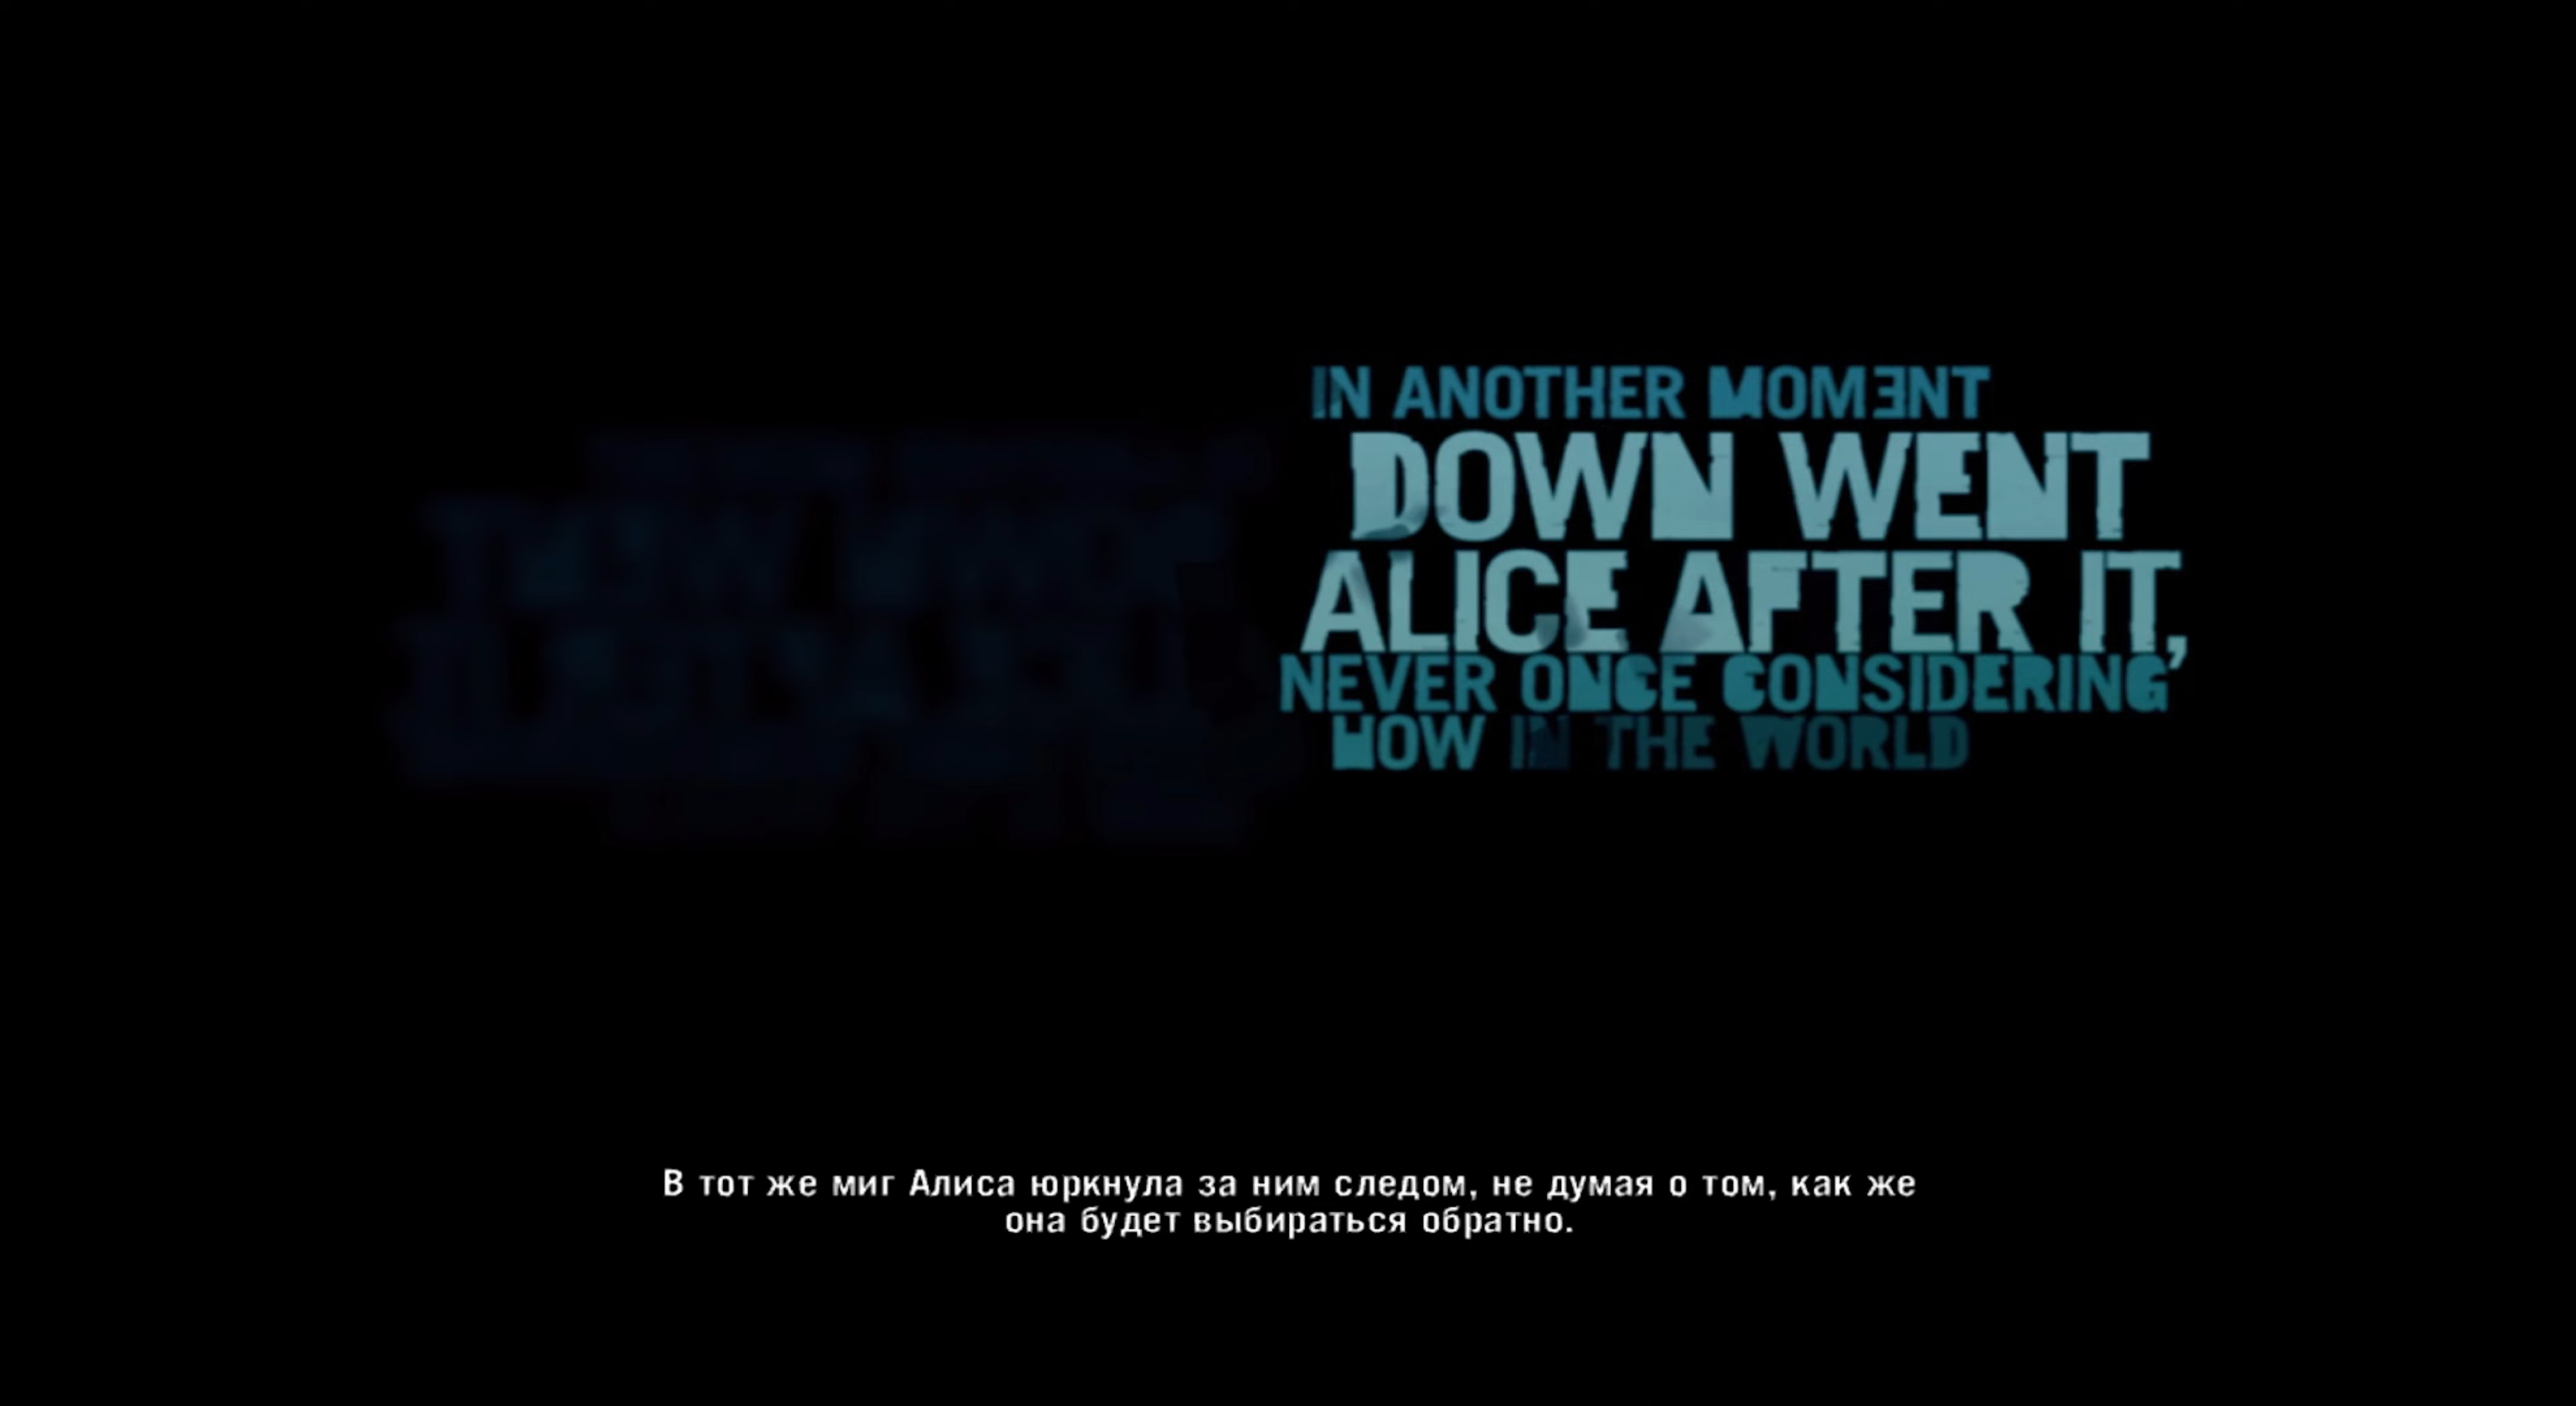 IN ANOTHER MOMENT
DOWN WENT
ALICE AFTER IT,
NEVER ONCE CONSIDERING
HOW IN THE WORLD
В тот же миг Алиса юркнула за ним следом, не думая о том, как же
она будет выбираться обратно.